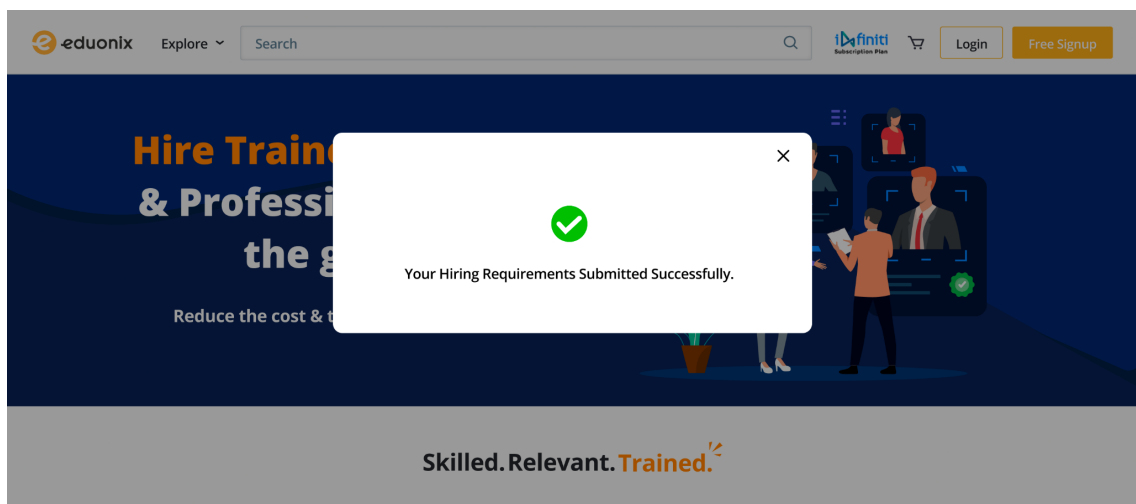 eduonix
Explore
Search
infiniti
Subscription Plan
Login
Free Signup
Hire
& Professi
the
Your Hiring Requirements Submitted Successfully.
Reduce the cost &
Skilled. Relevant. Trained.